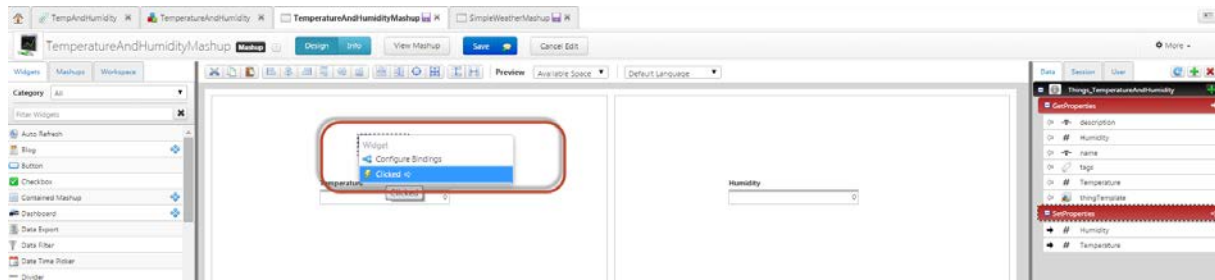 TempAndHumidity
TemperatureAndHumidity
TemperatureAndHumidityMashup
SimpleWeatherMashup
TemperatureAndHumidityMashup Mashup
Design Info
View Mashup
Save
Cancel Edit
More
Widgets Mashups Workspace
Preview Available Space
Default Language
Data Session User
Category All
Filter Widgets
Auto Refresh
Blog
Button
Checkbox
Contained Mashup
Dashboard
Data Export
Data Filter
Date Time Picker
Divider
Widget
Configure Bindings
Clicked
Clicked
Temperature
Humidity
Things_TemperatureAndHumidity
GetProperties
description
Humidity
name
tags
Temperature
thingTemplate
SetProperties
Humidity
Temperature